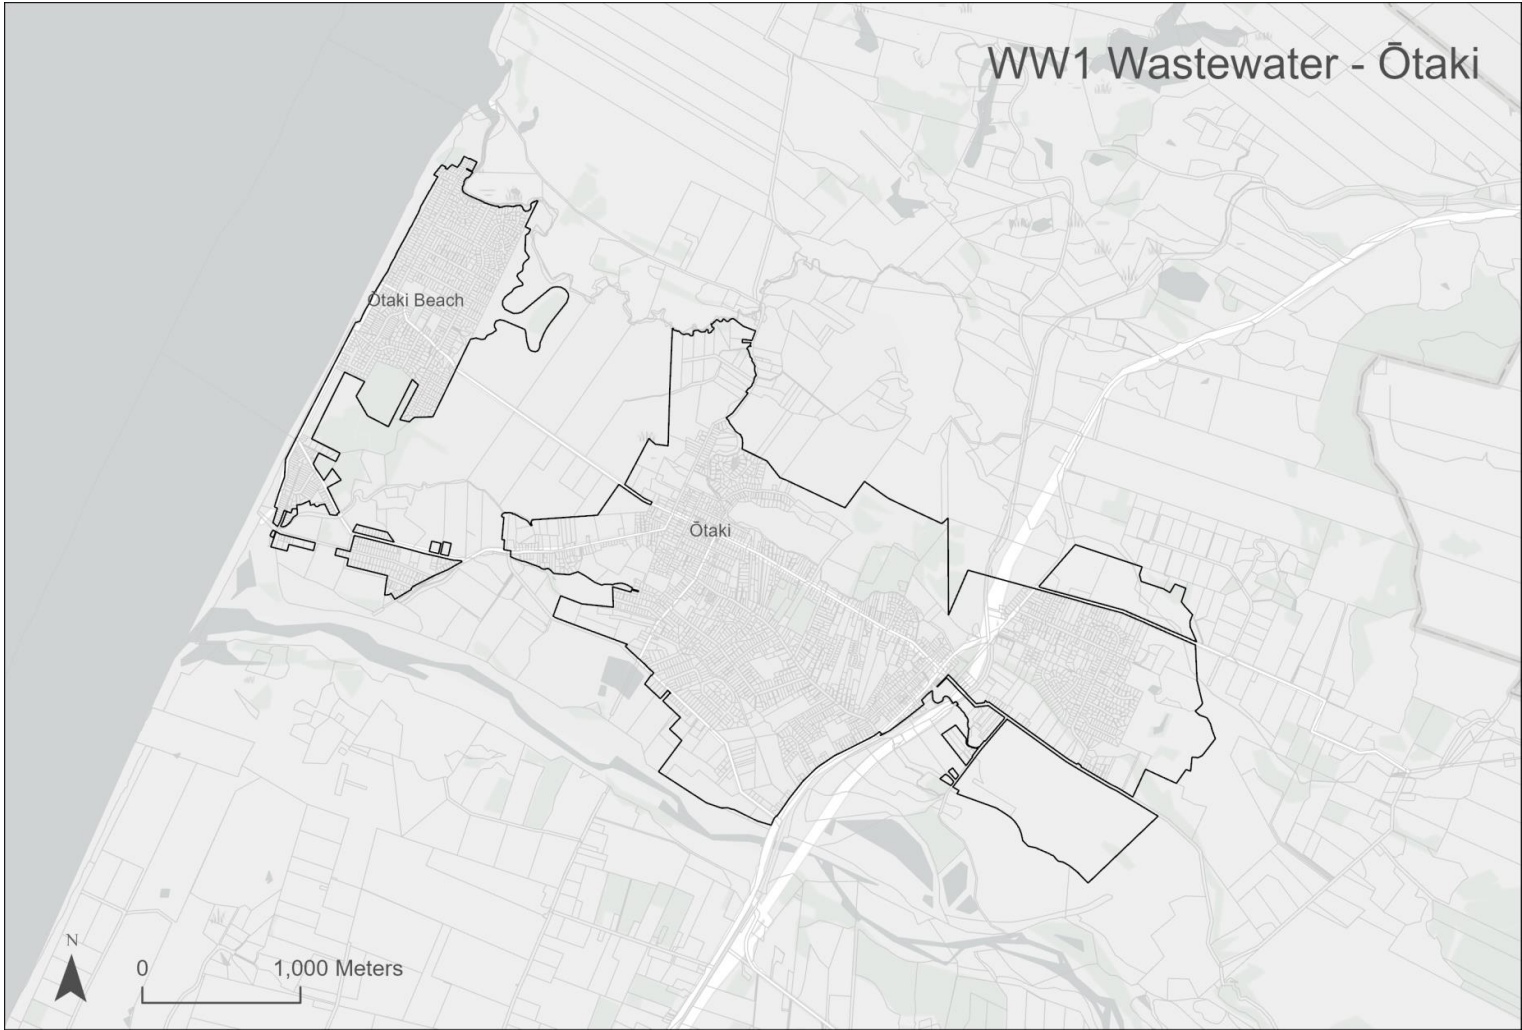 WW1 Wastewater - Ōtaki
Ōtaki Beach
Ōtaki
N
0 1,000 Meters